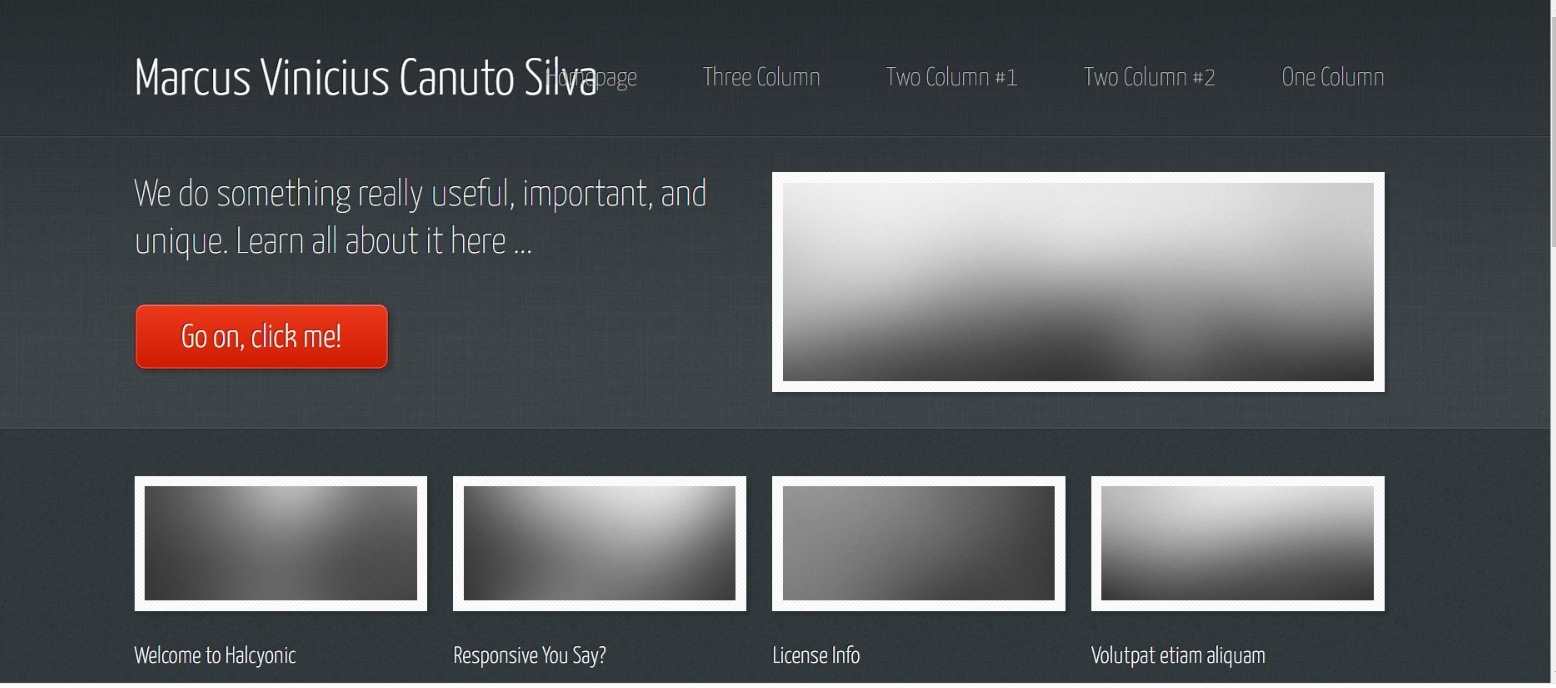 Marcus Vinicius Canuto Silva
Homepage
Three Column
Two Column #1
Two Column #2
One Column
We do something really useful, important, and
unique. Learn all about it here ...
Go on, click me!
Welcome to Halcyonic
Responsive You Say?
License Info
Volutpat etiam aliquam